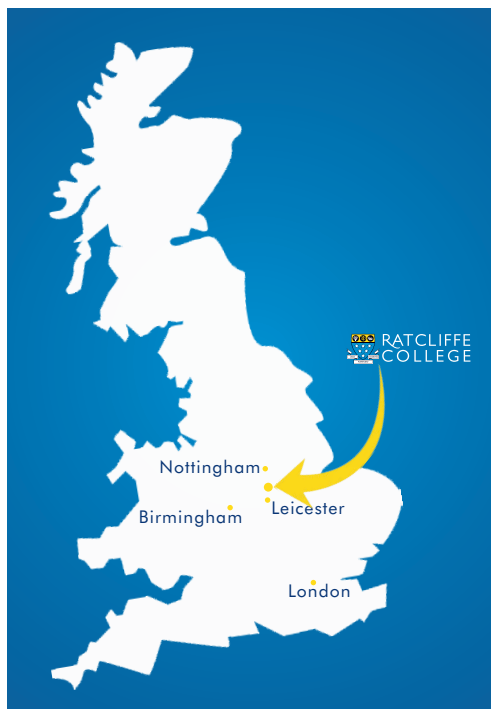 RATCLIFFE
COLLEGE
Nottingham
Leicester
Birmingham
London